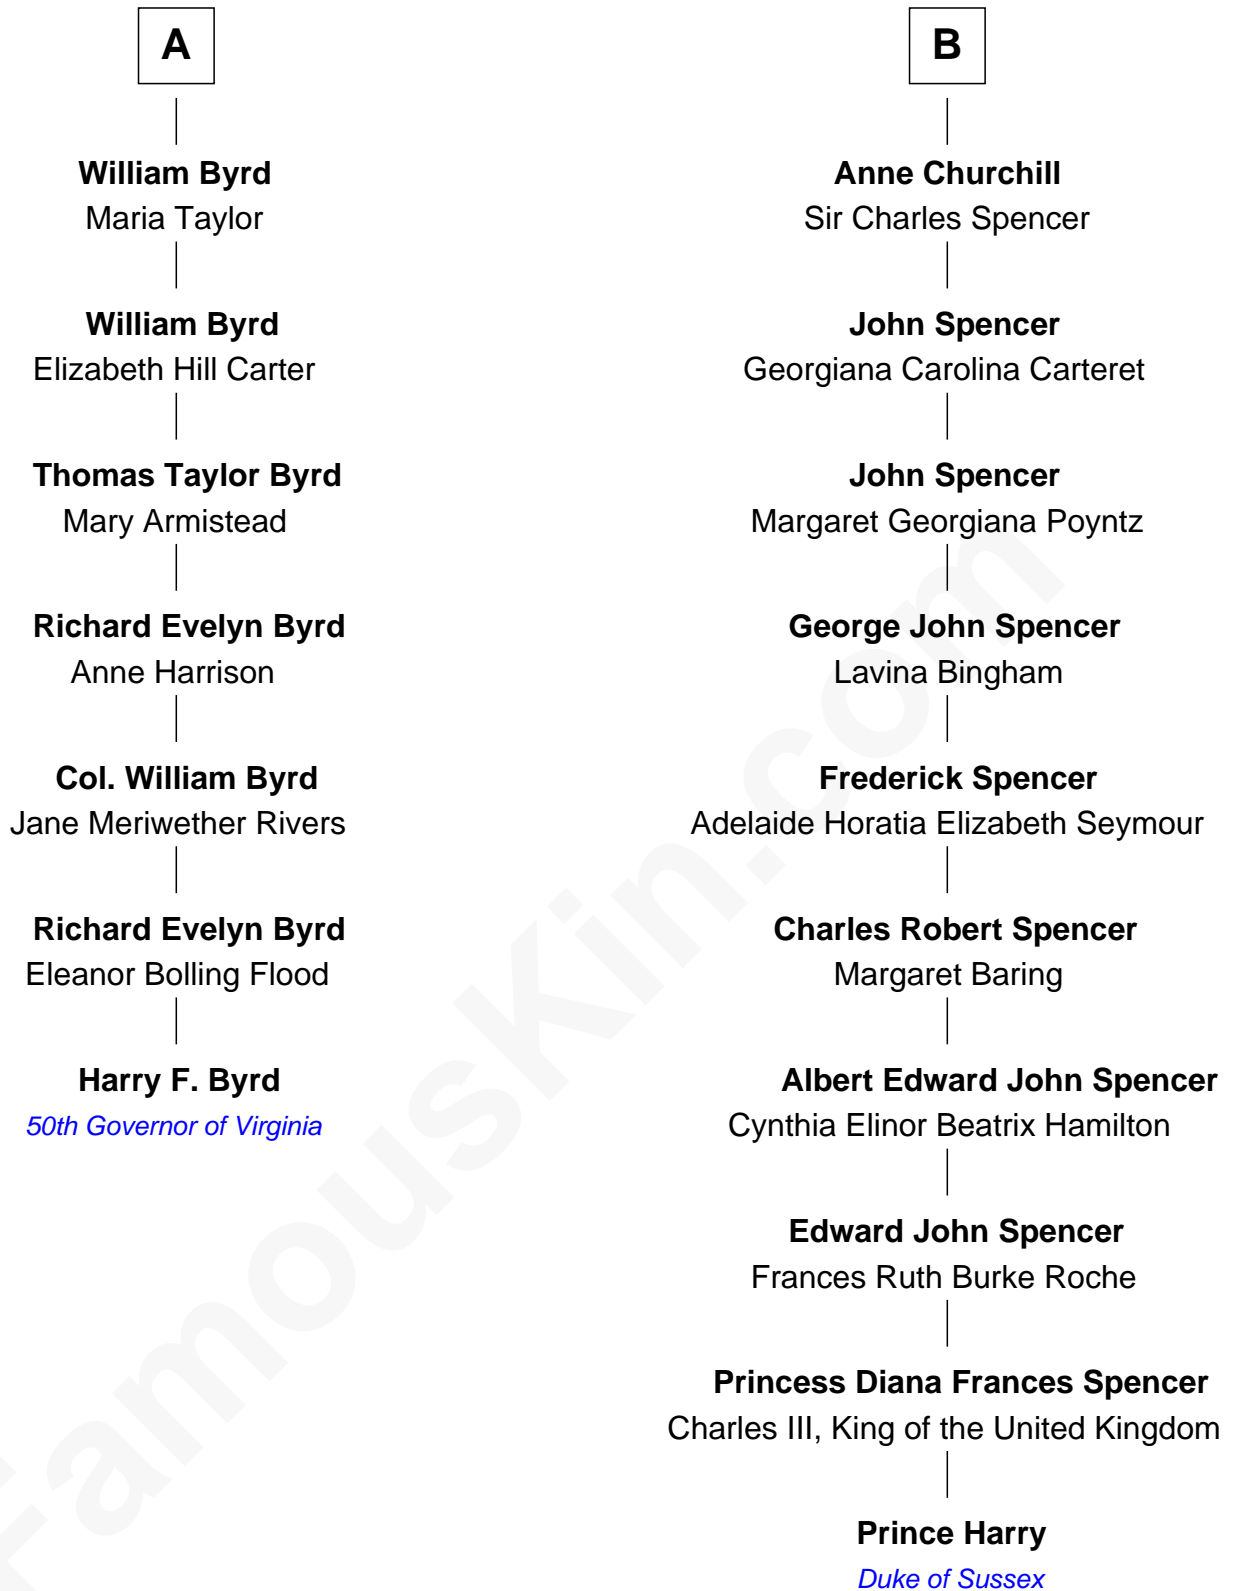 A
William Byrd
Maria Taylor
William Byrd
Elizabeth Hill Carter
Thomas Taylor Byrd
Mary Armistead
Richard Evelyn Byrd
Anne Harrison
Col. William Byrd
Jane Meriwether Rivers
Richard Evelyn Byrd
Eleanor Bolling Flood
Harry F. Byrd
50th Governor of Virginia
B
Anne Churchill
Sir Charles Spencer
John Spencer
Georgiana Carolina Carteret
John Spencer
Margaret Georgiana Poyntz
George John Spencer
Lavina Bingham
Frederick Spencer
Adelaide Horatia Elizabeth Seymour
Charles Robert Spencer
Margaret Baring
Albert Edward John Spencer
Cynthia Elinor Beatrix Hamilton
Edward John Spencer
Frances Ruth Burke Roche
Princess Diana Frances Spencer
Charles III, King of the United Kingdom
Prince Harry
Duke of Sussex
FamousKin.com